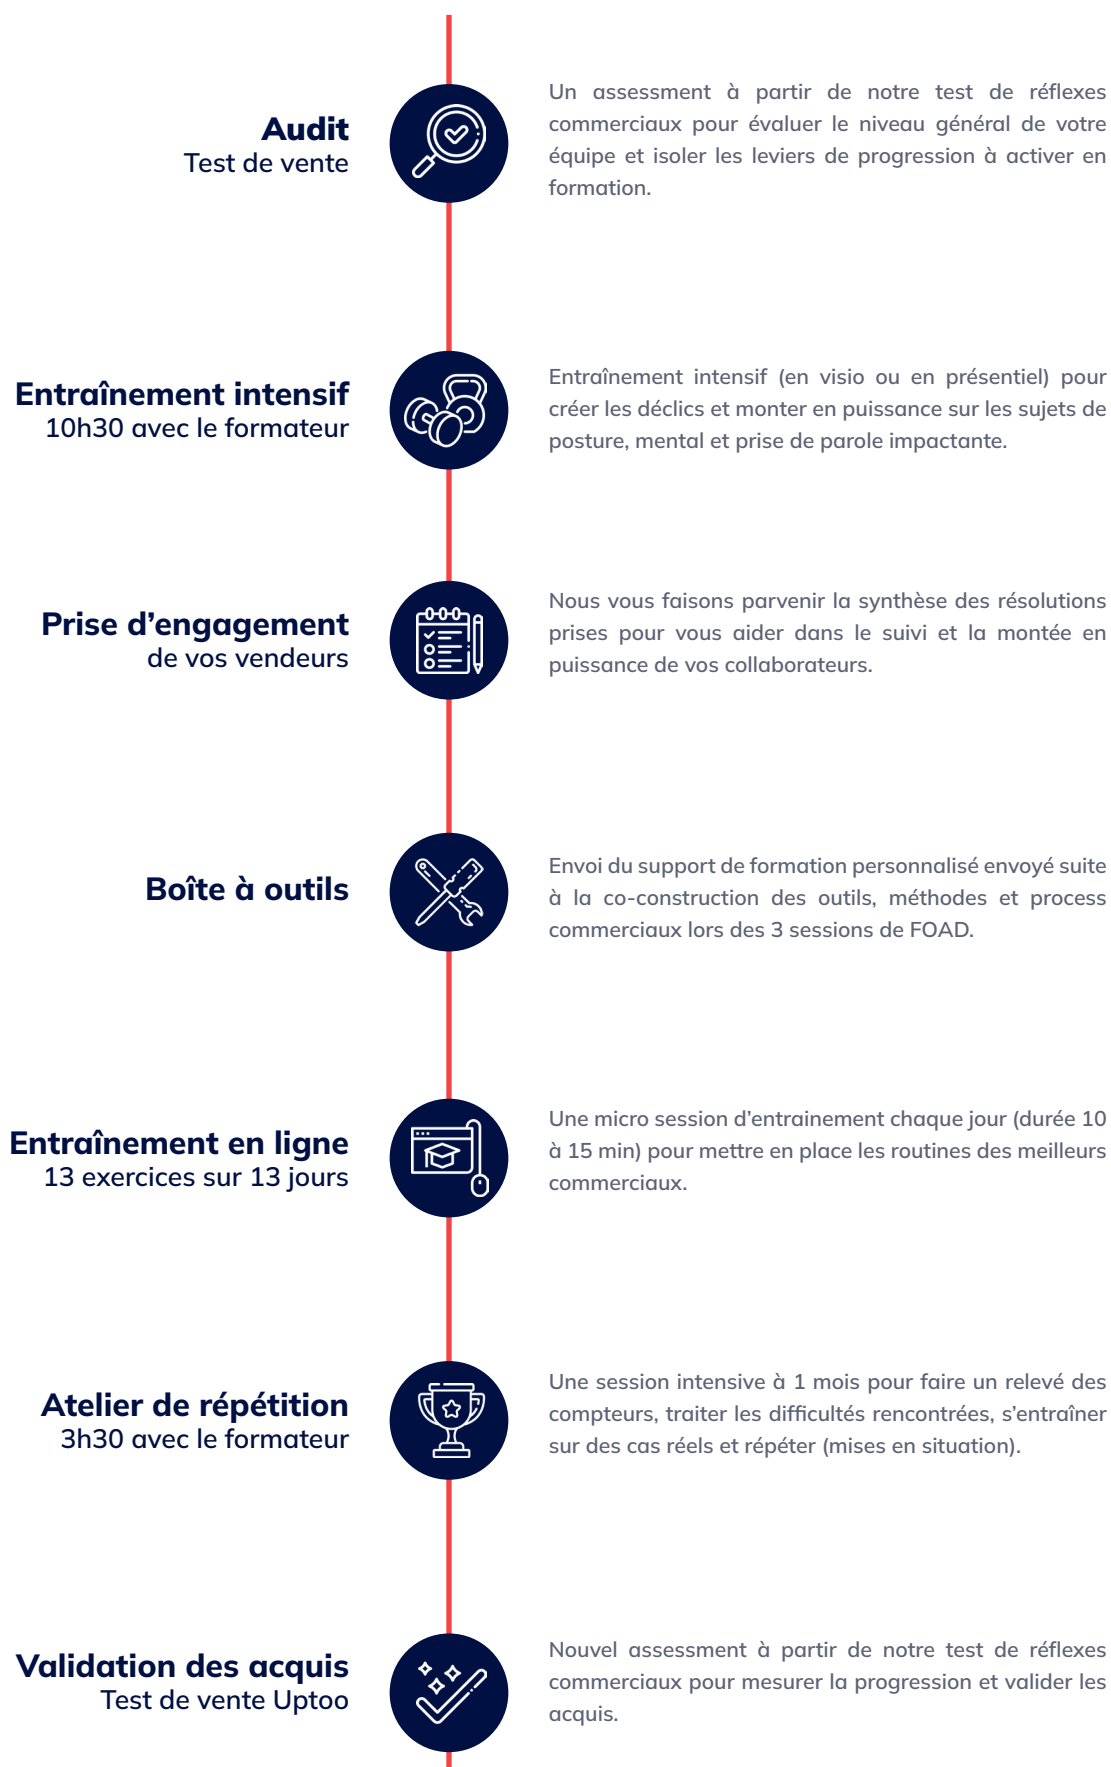 Audit
Test de vente
Un assessment à partir de notre test de réflexes
commerciaux pour évaluer le niveau général de votre
équipe et isoler les leviers de progression à activer en
formation.
Entraînement intensif
10h30 avec le formateur
Entraînement intensif (en visio ou en présentiel) pour
créer les déclics et monter en puissance sur les sujets de
posture, mental et prise de parole impactante.
Prise d’engagement
de vos vendeurs
Nous vous faisons parvenir la synthèse des résolutions
prises pour vous aider dans le suivi et la montée en
puissance de vos collaborateurs.
Boîte à outils
Envoi du support de formation personnalisé envoyé suite
à la co-construction des outils, méthodes et process
commerciaux lors des 3 sessions de FOAD.
Entraînement en ligne
13 exercices sur 13 jours
Une micro session d’entrainement chaque jour (durée 10
à 15 min) pour mettre en place les routines des meilleurs
commerciaux.
Atelier de répétition
3h30 avec le formateur
Une session intensive à 1 mois pour faire un relevé des
compteurs, traiter les difficultés rencontrées, s’entraîner
sur des cas réels et répéter (mises en situation).
Validation des acquis
Test de vente Uptoo
Nouvel assessment à partir de notre test de réflexes
commerciaux pour mesurer la progression et valider les
acquis.